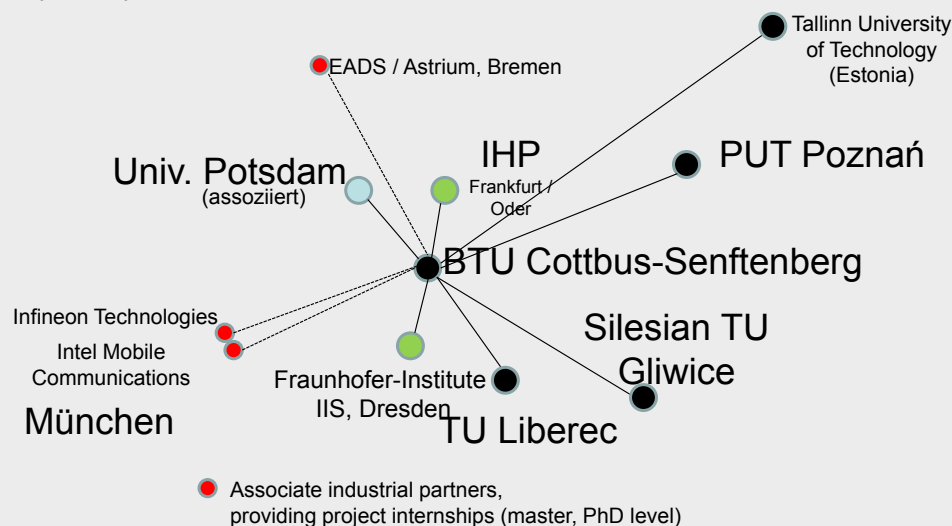 Tallinn University
of Technology
(Estonia)
EADS / Astrium, Bremen
IHP
Frankfurt /
Oder
PUT Poznań
Univ. Potsdam
(assoziiert)
BTU Cottbus-Senftenberg
Infineon Technologies
Intel Mobile
Communications
München
Silesian TU
Gliwice
Fraunhofer-Institute
IIS, Dresden
TU Liberec
Associate industrial partners,
providing project internships (master, PhD level)